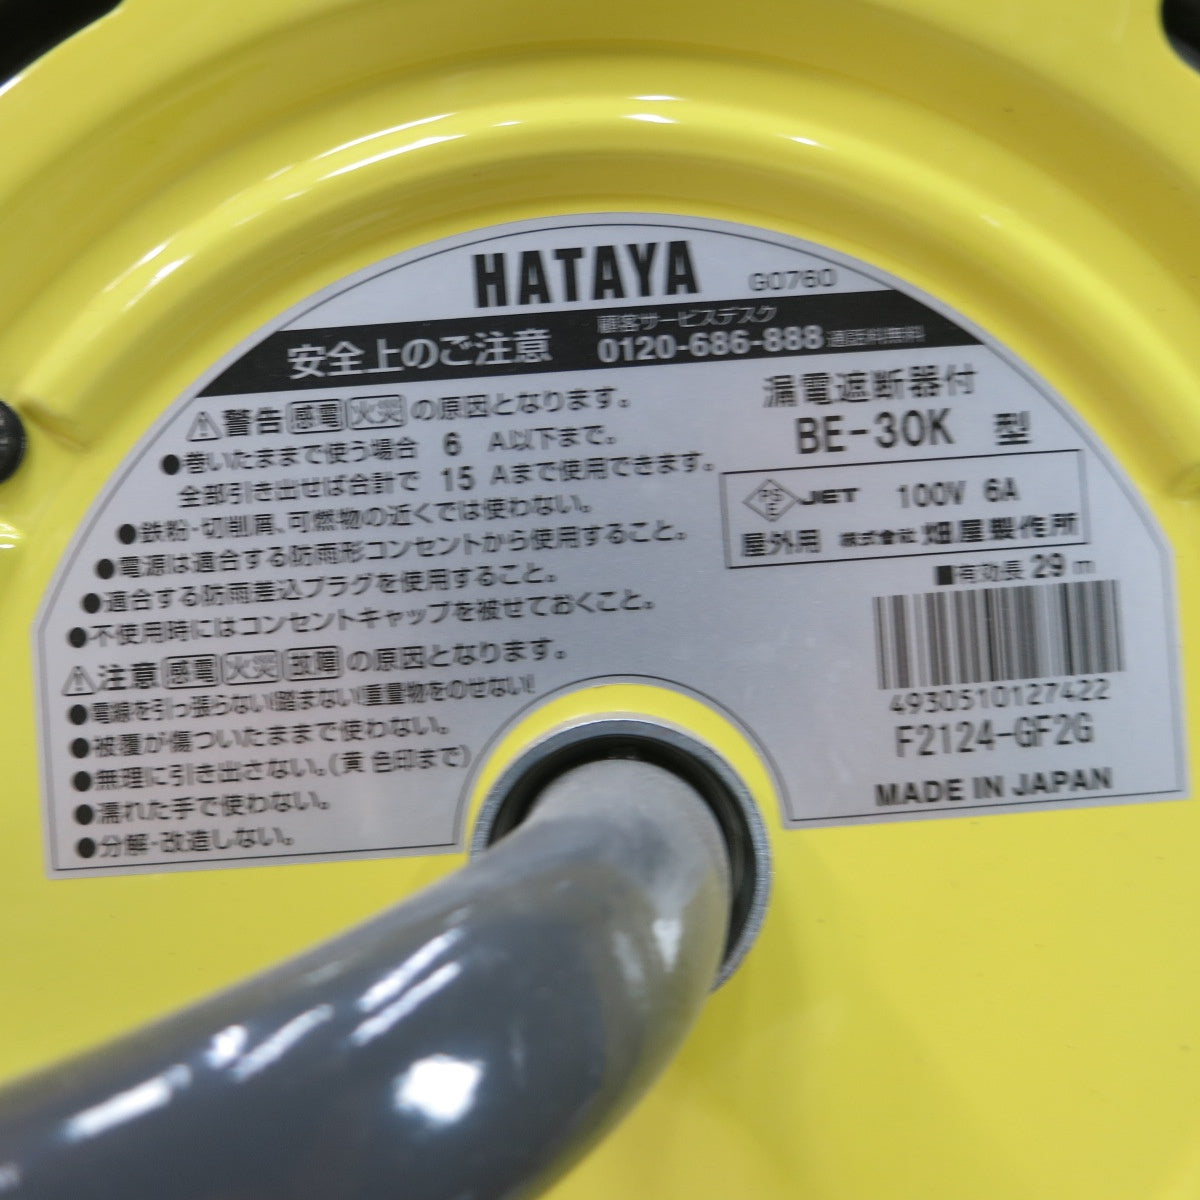 HATAYA
G0760
安全上のご注意
顧客サービスデスク
0120-686-888 通話料無料
⚠警告 感電 火災 の原因となります。
●巻いたままで使う場合 6 A以下まで。
全部引き出せば合計で 15 Aまで使用できます。
●鉄粉・切削屑、可燃物の近くでは使わない。
●電源は適合する防雨形コンセントから使用すること。
●適合する防雨差込プラグを使用すること。
●不使用時にはコンセントキャップを被せておくこと。
⚠注意 感電 火災 故障 の原因となります。
●電線を引っ張らない!踏まない!重量物をのせない!
●被覆が傷ついたままで使わない。
●無理に引き出さない。(黄色印まで)
●濡れた手で使わない。
●分解・改造しない。
漏電遮断器付
BE-30K 型
PS E JET 100V 6A
屋外用 株式会社 畑屋製作所
■有効長 29 m
4930510127422
F2124-GF2G
MADE IN JAPAN